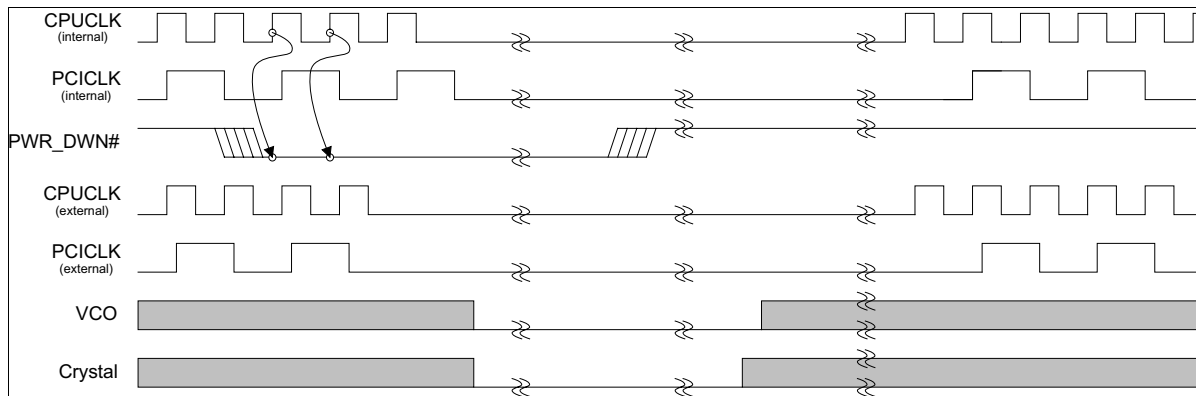 CPUCLK
(internal)
PCICLK
(internal)
PWR_DWN#
CPUCLK
(external)
PCICLK
(external)
VCO
Crystal